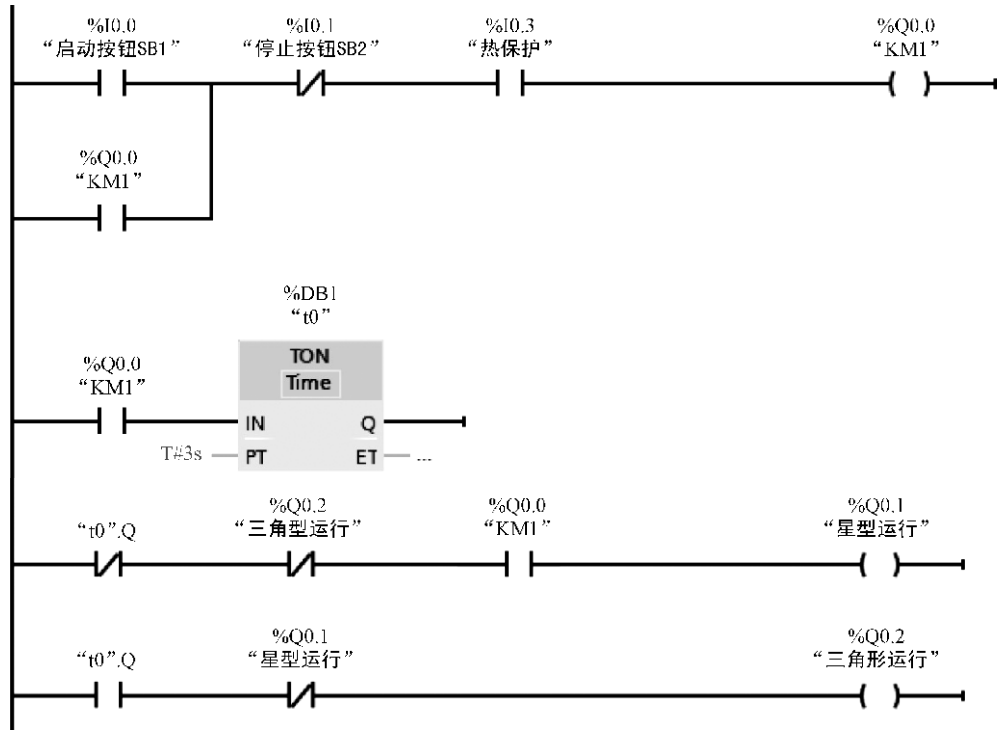 %I0.0 %I0.1 %I0.3 %Q0.0
“启动按钮SB1” “停止按钮SB2” “热保护” “KM1”
%Q0.0
“KM1”
%DB1
“t0”
TON
Time
%Q0.0
“KM1”
IN Q
T#3s PT ET ...
“t0”.Q %Q0.2 %Q0.0 %Q0.1
“三角型运行” “KM1” “星型运行”
“t0”.Q %Q0.1 %Q0.2
“星型运行” “三角形运行”